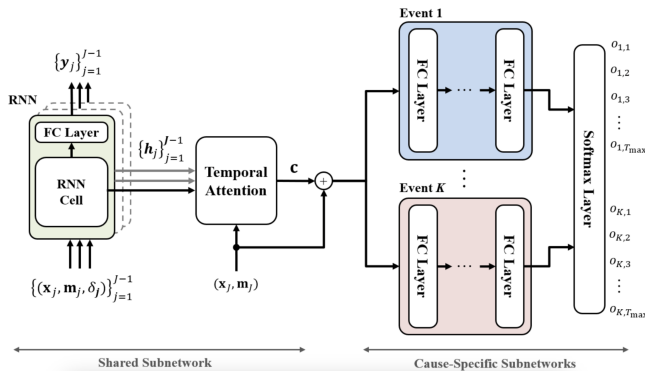 Event 1
{y_j}_{j=1}^{J−1}
RNN
FC Layer
RNN Cell
{h_j}_{j=1}^{J−1}
Temporal
Attention
c
+
FC Layer
···
FC Layer
⋮
Event K
FC Layer
···
FC Layer
Softmax Layer
o_{1,1}
o_{1,2}
o_{1,3}
⋮
o_{1,T_max}
o_{K,1}
o_{K,2}
o_{K,3}
⋮
o_{K,T_max}
{(x_j, m_j, δ_j)}_{j=1}^{J−1}
(x_J, m_J)
Shared Subnetwork
Cause-Specific Subnetworks